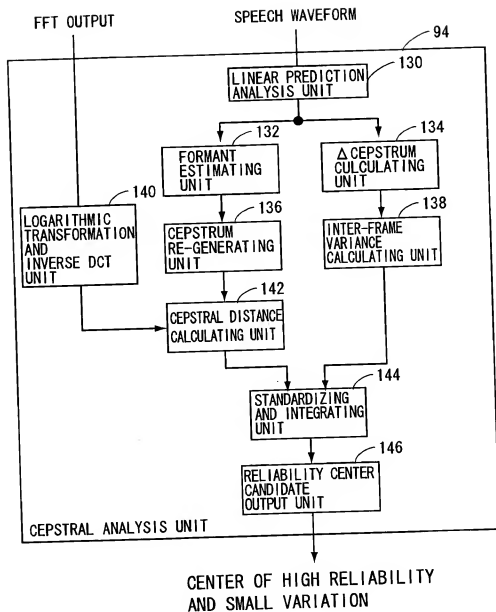 FFT OUTPUT
SPEECH WAVEFORM
94
LINEAR PREDICTION
ANALYSIS UNIT
130
132
134
FORMANT
ESTIMATING
UNIT
Δ CEPSTRUM
CULCULATING
UNIT
140
136
138
LOGARITHMIC
TRANSFORMATION
AND
INVERSE DCT
UNIT
CEPSTRUM
RE-GENERATING
UNIT
INTER-FRAME
VARIANCE
CALCULATING UNIT
142
CEPSTRAL DISTANCE
CALCULATING UNIT
144
STANDARDIZING
AND INTEGRATING
UNIT
146
RELIABILITY CENTER
CANDIDATE
OUTPUT UNIT
CEPSTRAL ANALYSIS UNIT
CENTER OF HIGH RELIABILITY
AND SMALL VARIATION